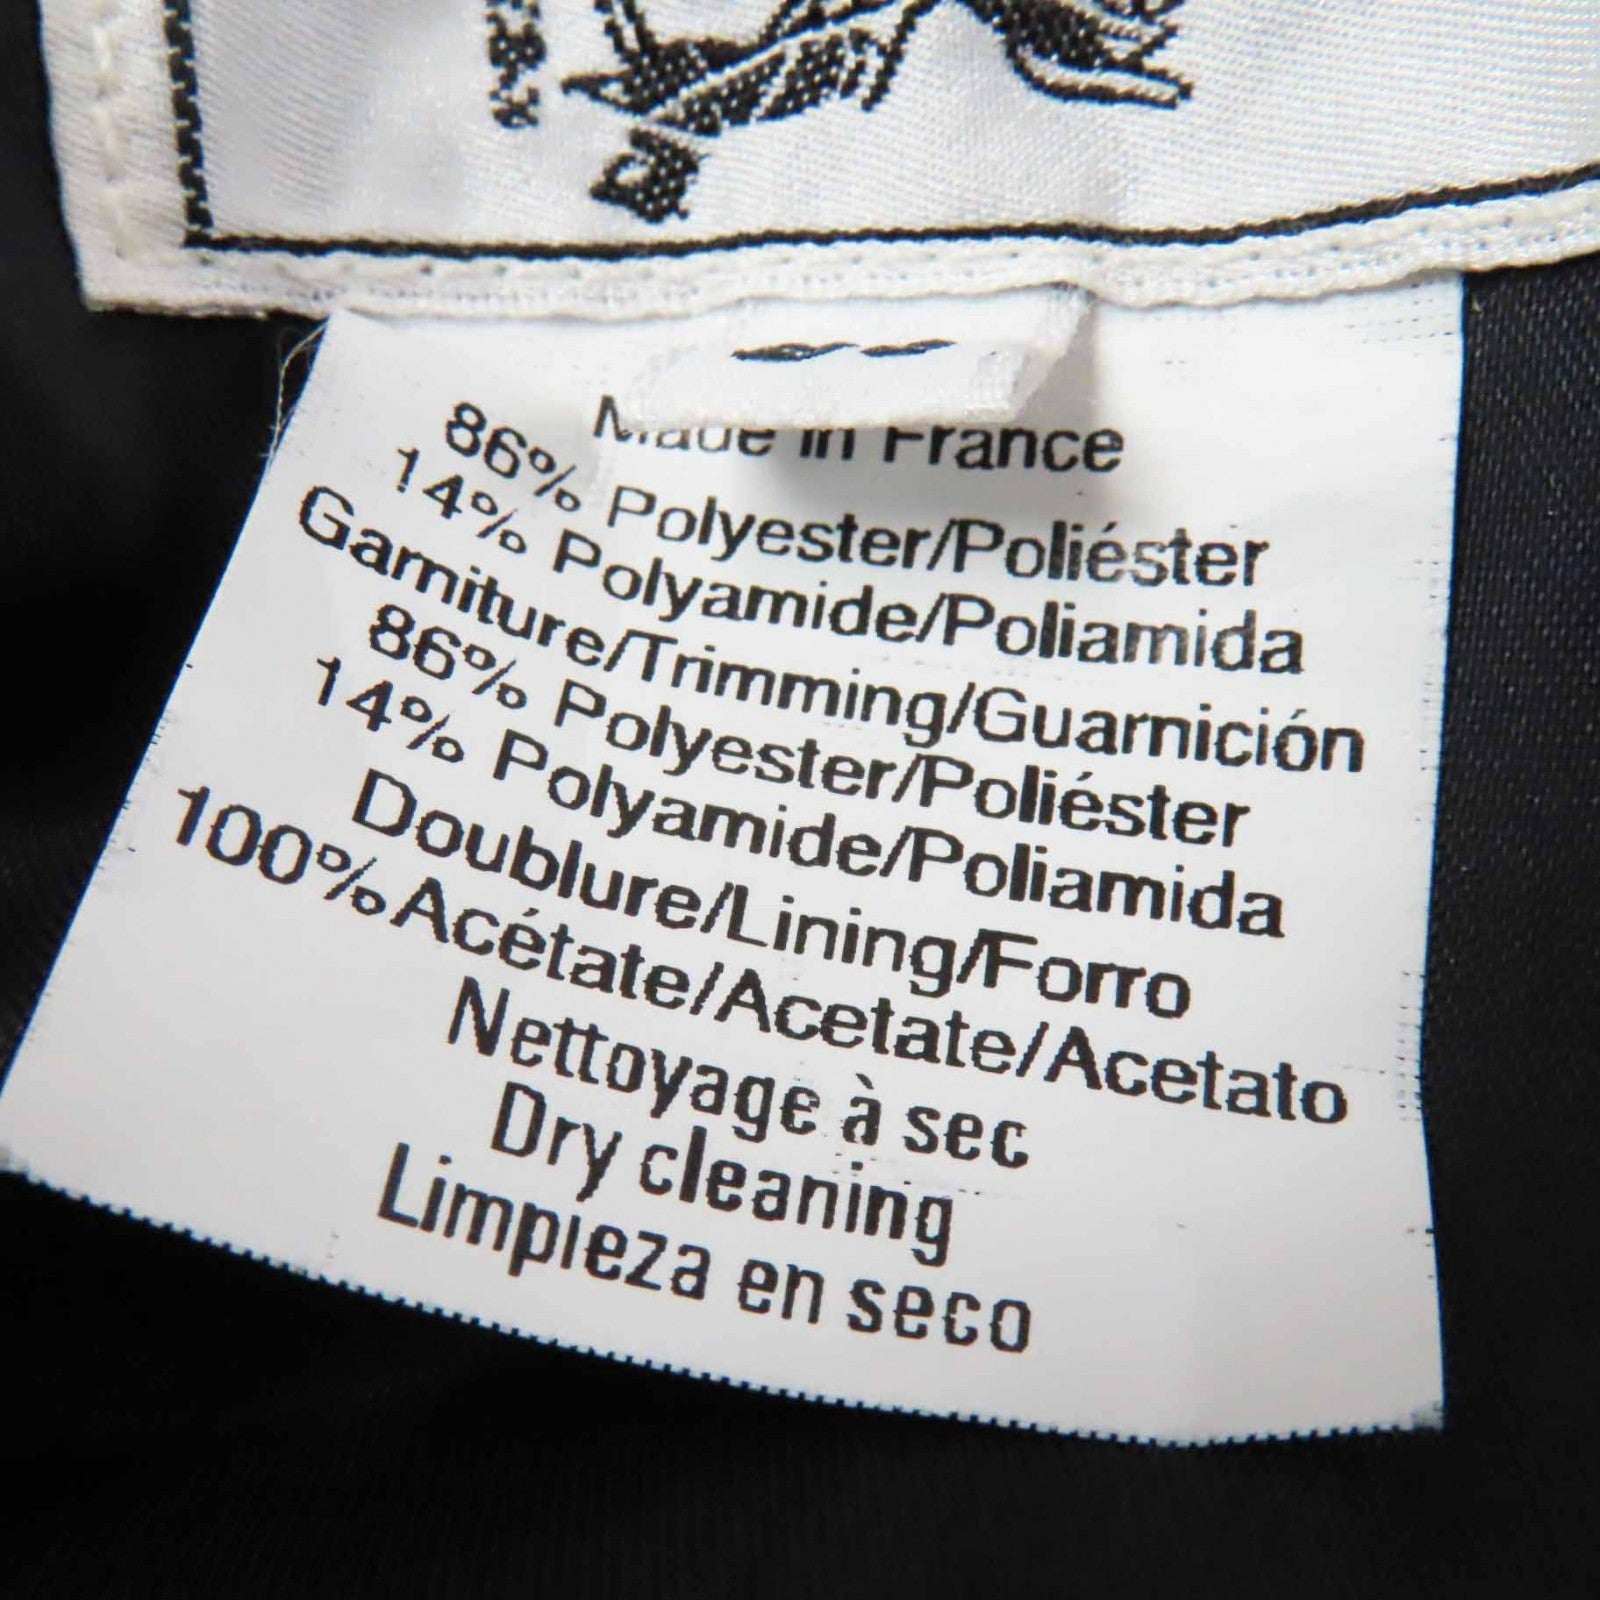 Made in France
86% Polyester/Poliéster
14% Polyamide/Poliamida
Garniture/Trimming/Guarnición
86% Polyester/Poliéster
14% Polyamide/Poliamida
Doublure/Lining/Forro
100% Acétate/Acetate/Acetato
Nettoyage à sec
Dry cleaning
Limpieza en seco